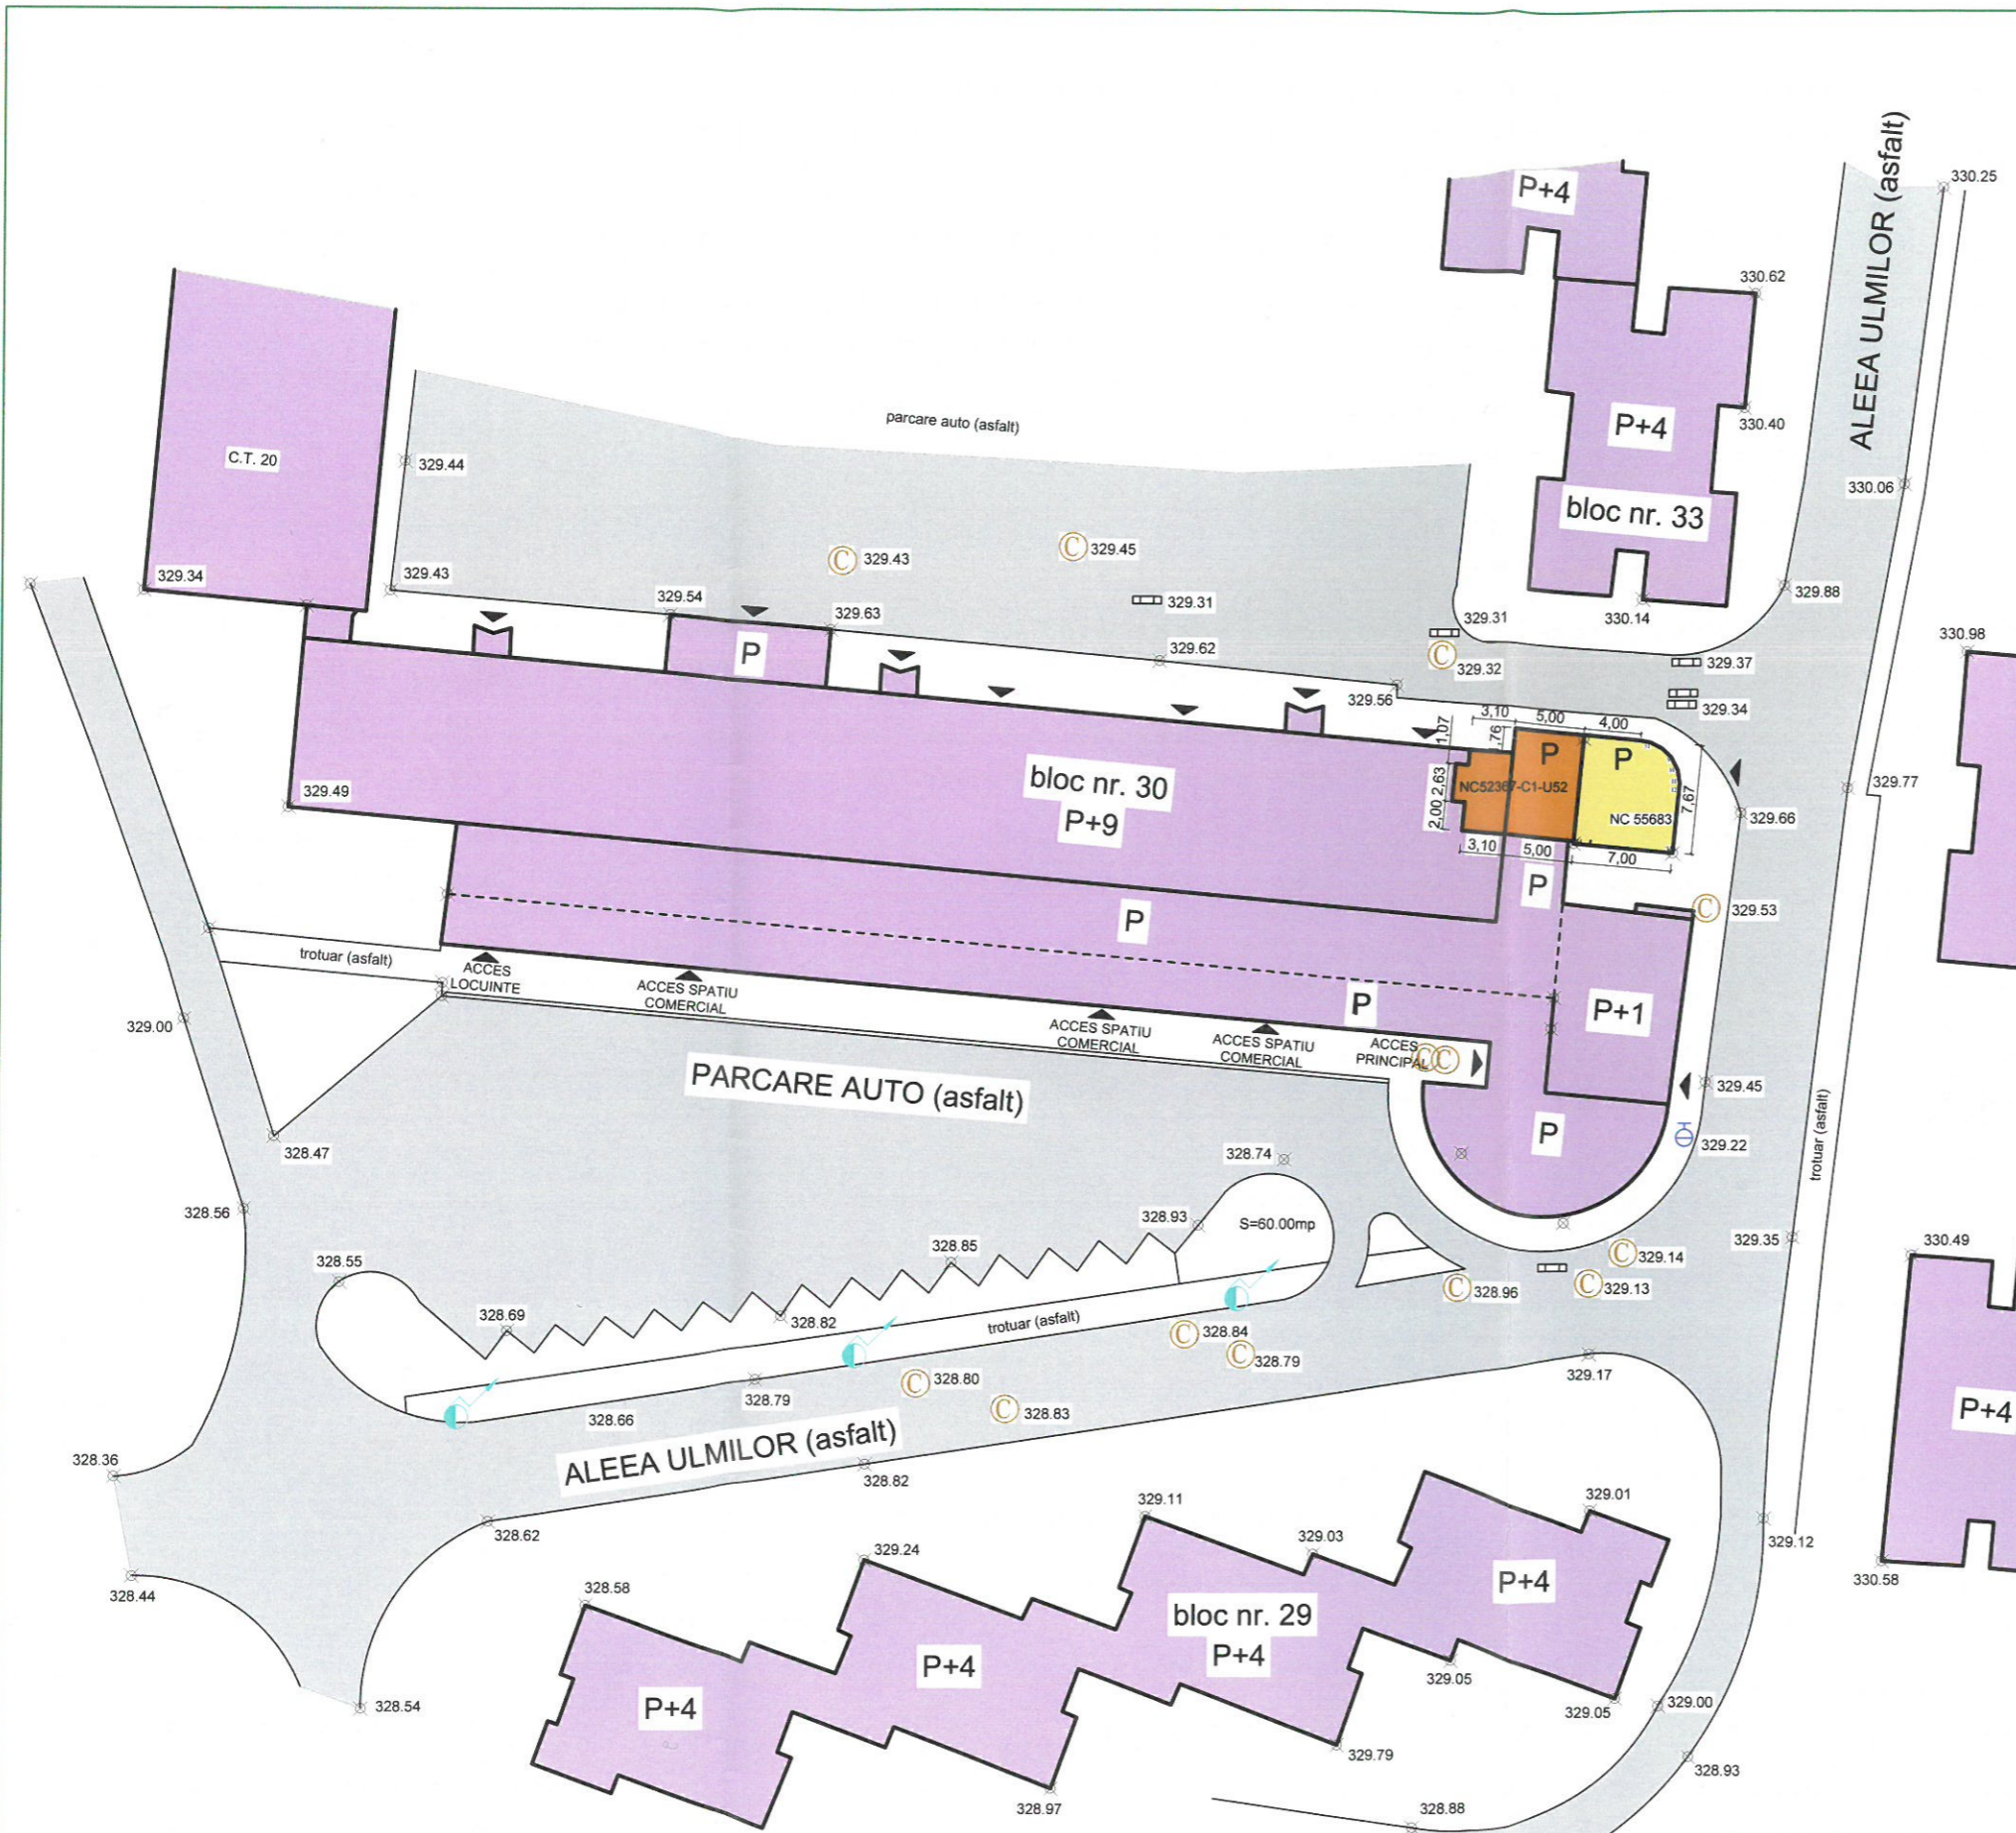 330.25
P+4
ALEEA ULMILOR (asfalt)
330.62
330.40
parcare auto (asfalt)
P+4
C.T. 20
329.44
330.06
bloc nr. 33
329.43
329.45
329.34
329.43
329.54
329.63
329.31
329.31
330.14
329.88
330.98
P
329.62
329.32
329.37
329.56
329.34
3,10
5,00
4,00
1,07
1,76
P
P
bloc nr. 30
P+9
329.49
2,63
NC52367-C1-U52
7,67
329.77
2,00
NC 55683
329.66
3,10
5,00
7,00
P
P
329.53
trotuar (asfalt)
ACCES
LOCUINTE
ACCES SPATIU
COMERCIAL
P
P+1
329.00
ACCES SPATIU
COMERCIAL
ACCES SPATIU
COMERCIAL
ACCES
PRINCIPAL
PARCARE AUTO (asfalt)
329.45
trotuar (asfalt)
328.47
328.74
P
329.22
328.56
328.93
S=60.00mp
328.85
329.35
330.49
328.55
329.14
328.96
329.13
328.69
328.82
trotuar (asfalt)
328.84
328.79
328.80
328.79
328.66
328.83
329.17
P+4
ALEEA ULMILOR (asfalt)
328.36
328.82
328.62
329.11
329.01
329.03
329.12
329.24
330.58
328.44
328.58
P+4
bloc nr. 29
P+4
P+4
329.05
P+4
329.05
329.00
328.54
329.79
328.93
328.97
328.88